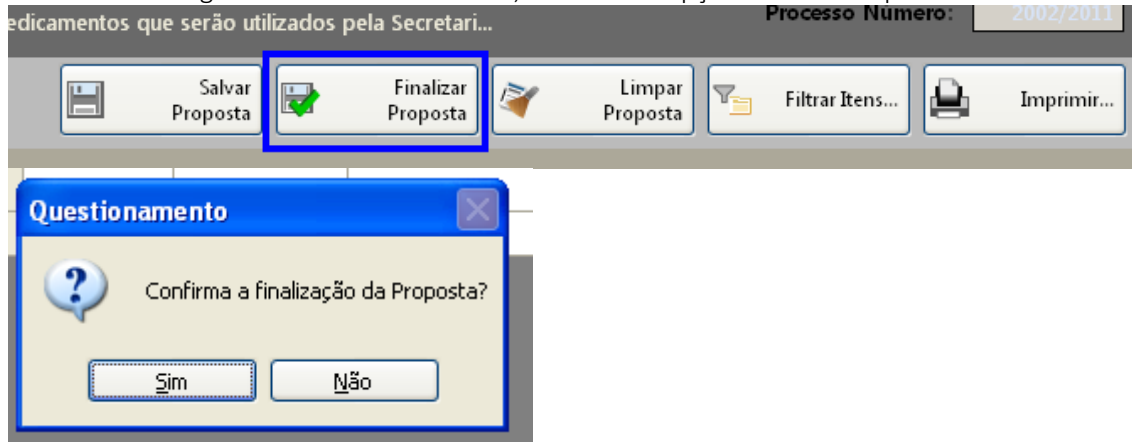 edicamentos que serão utilizados pela Secretari... Processo Número: 2002/2011
Salvar Proposta
Finalizar Proposta
Limpar Proposta
Filtrar Itens...
Imprimir...
Questionamento
Confirma a finalização da Proposta?
Sim Não